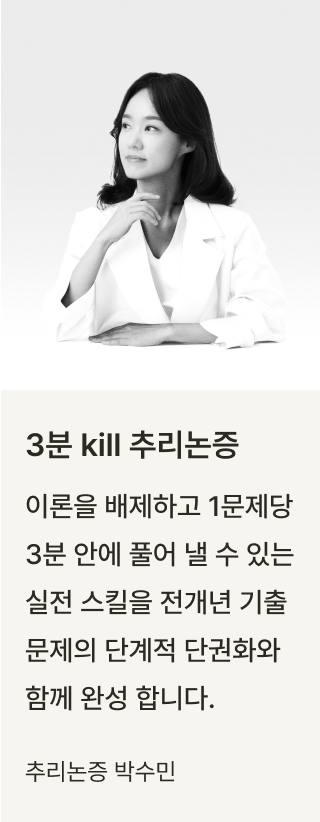 3분 kill 추리논증
이론을 배제하고 1문제당
3분 안에 풀어 낼 수 있는
실전 스킬을 전개년 기출
문제의 단계적 단권화와
함께 완성 합니다.
추리논증 박수민